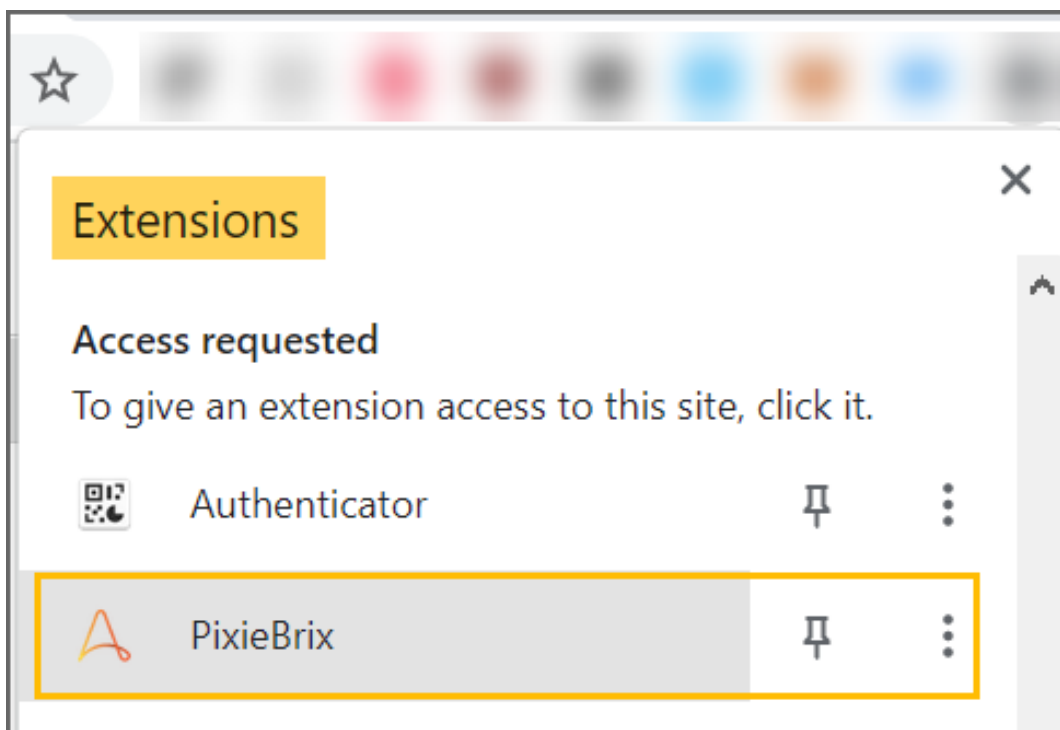 Extensions
Access requested
To give an extension access to this site, click it.
Authenticator
PixieBrix